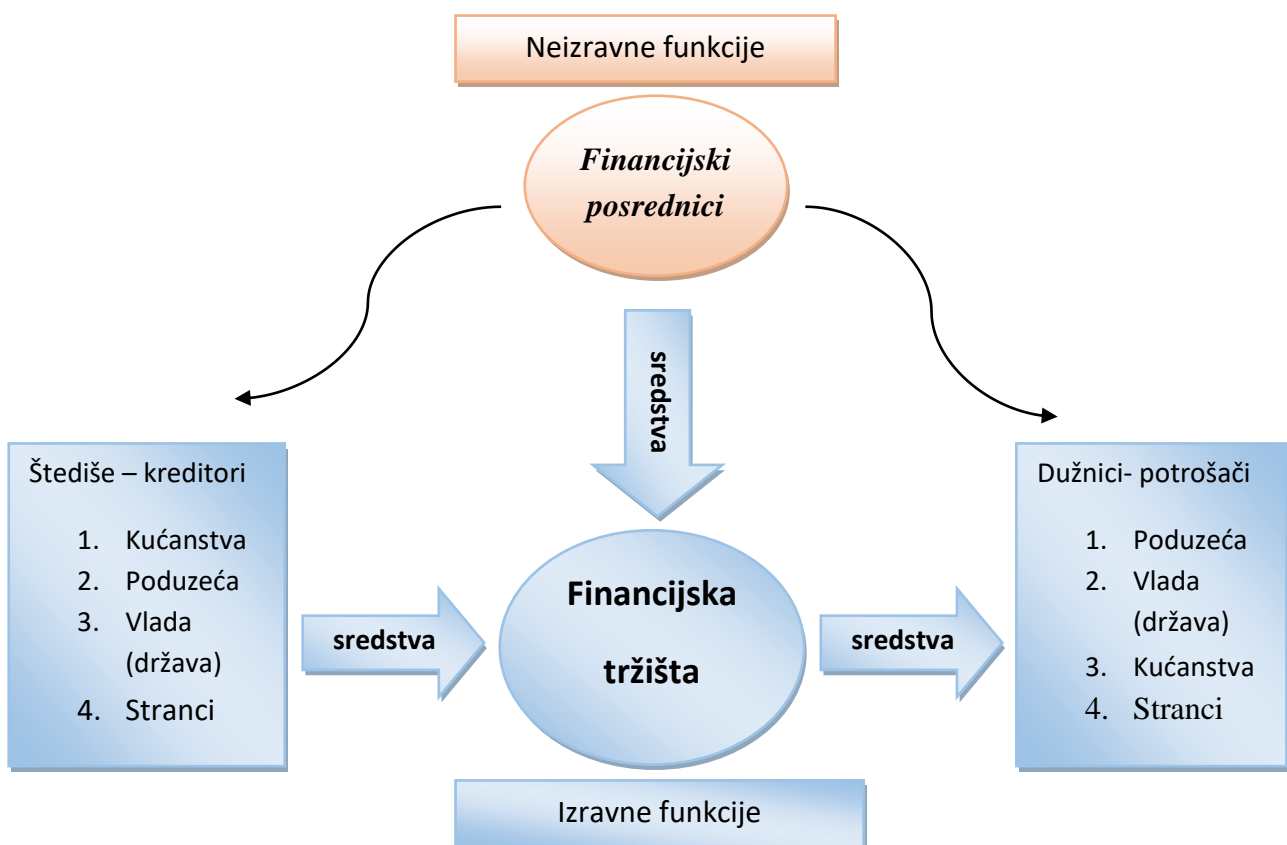 Neizravne funkcije
Financijski
posrednici
sredstva
Štediše – kreditori
1. Kućanstva
2. Poduzeća
3. Vlada
(država)
4. Stranci
sredstva
Financijska
tržišta
sredstva
Dužnici- potrošači
1. Poduzeća
2. Vlada
(država)
3. Kućanstva
4. Stranci
Izravne funkcije